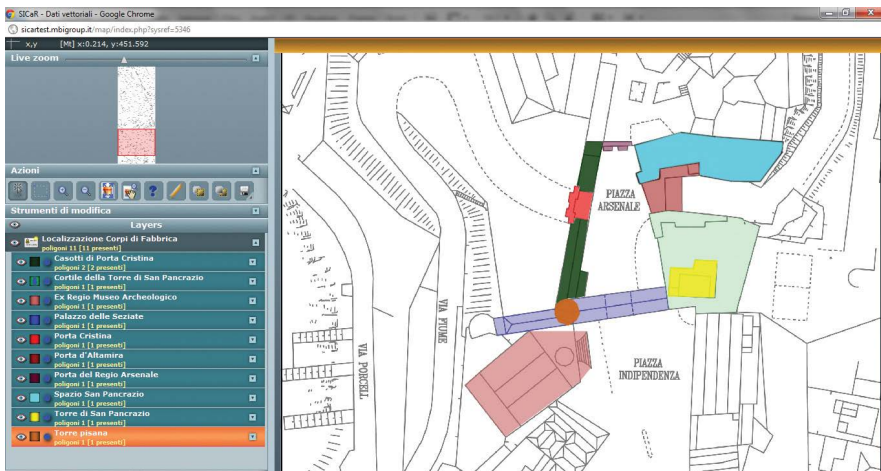 SICaR - Dati vettoriali - Google Chrome
sicartest.mbigroup.it/map/index.php?sysref=5346
x,y [Mt] x:0.214, y:451.592
Live zoom
Azioni
Strumenti di modifica
Layers
Localizzazione Corpi di Fabbrica
poligoni 11 [11 presenti]
Casotti di Porta Cristina
poligoni 2 [2 presenti]
Cortile della Torre di San Pancrazio
poligoni 1 [1 presenti]
Ex Regio Museo Archeologico
poligoni 1 [1 presenti]
Palazzo delle Seziate
poligoni 1 [1 presenti]
Porta Cristina
poligoni 1 [1 presenti]
Porta d'Altamira
poligoni 1 [1 presenti]
Porta del Regio Arsenale
poligoni 1 [1 presenti]
Spazio San Pancrazio
poligoni 1 [1 presenti]
Torre di San Pancrazio
poligoni 1 [1 presenti]
Torre pisana
poligoni 1 [1 presenti]
PIAZZA
ARSENALE
VIA FIUME
VIA PORCELL
PIAZZA
INDIPENDENZA